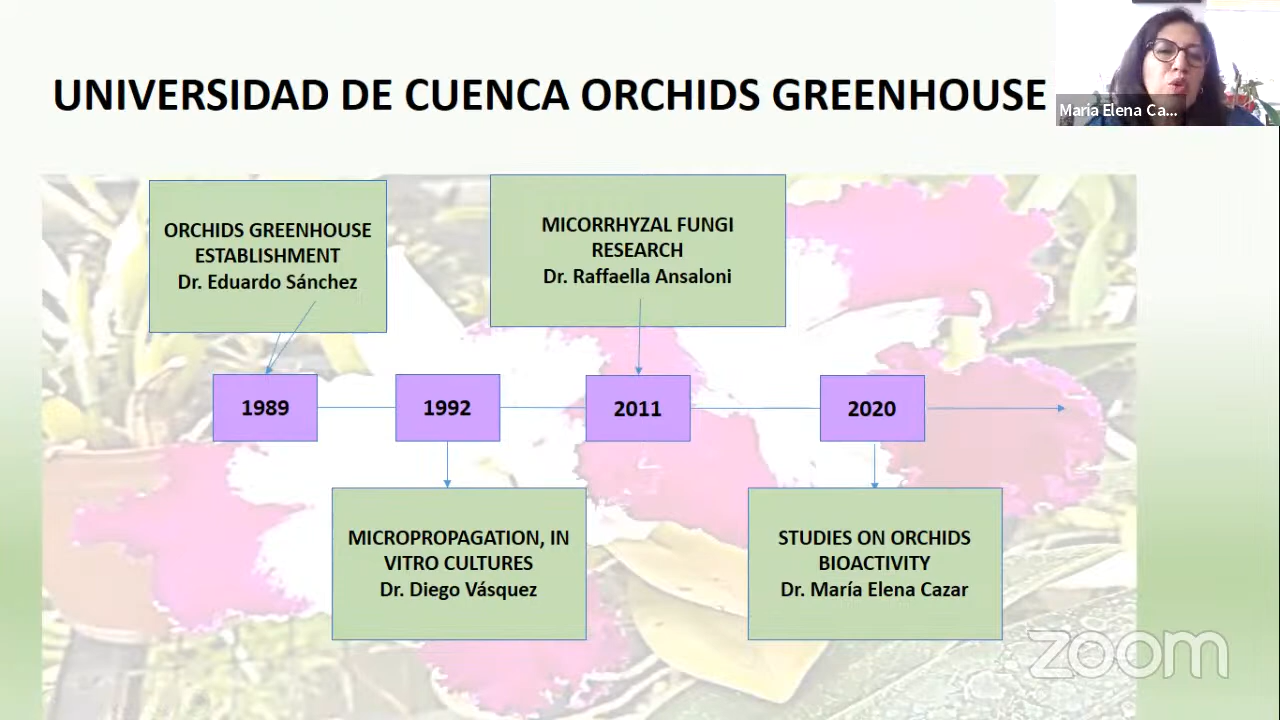 UNIVERSIDAD DE CUENCA ORCHIDS GREENHOUSE
María Elena Ca...
ORCHIDS GREENHOUSE
ESTABLISHMENT
Dr. Eduardo Sánchez
MICORRHYZAL FUNGI
RESEARCH
Dr. Raffaella Ansaloni
1989
1992
2011
2020
MICROPROPAGATION, IN
VITRO CULTURES
Dr. Diego Vásquez
STUDIES ON ORCHIDS
BIOACTIVITY
Dr. María Elena Cazar
zoom